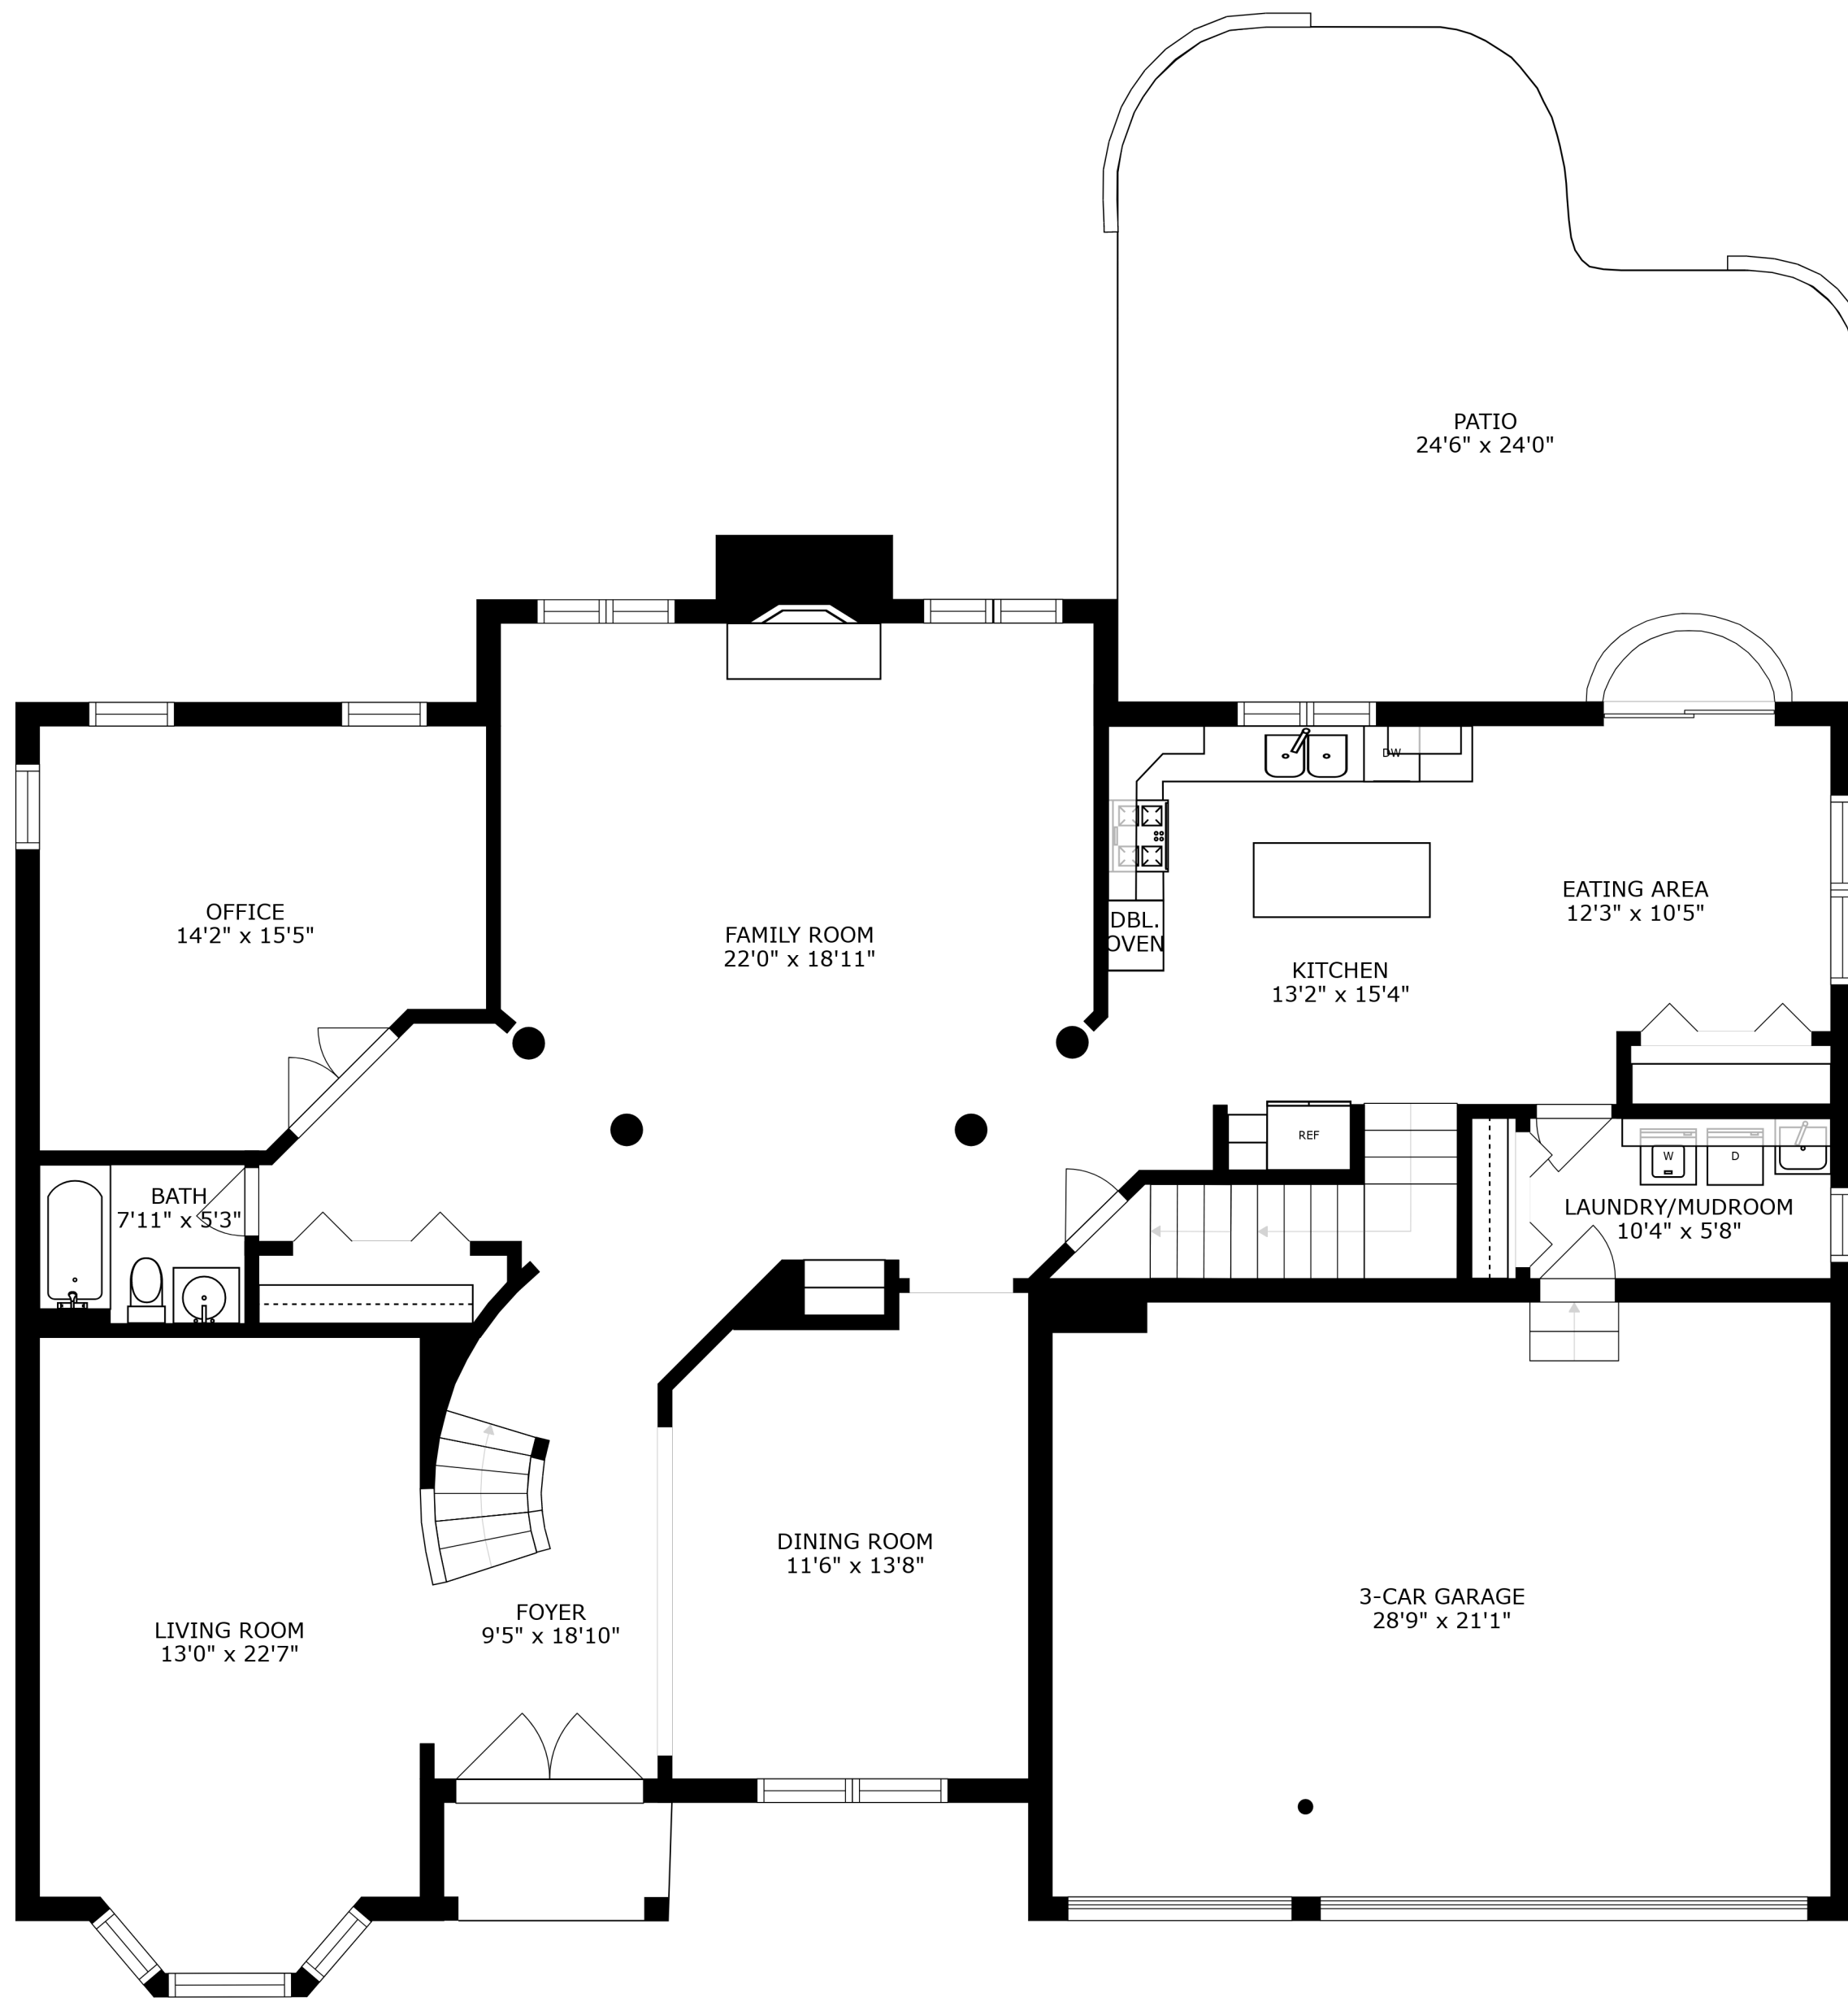 PATIO
24'6" x 24'0"
DW
EATING AREA
12'3" x 10'5"
OFFICE
14'2" x 15'5"
FAMILY ROOM
22'0" x 18'11"
DBL.
OVEN
KITCHEN
13'2" x 15'4"
REF
W
D
BATH
7'11" x 5'3"
LAUNDRY/MUDROOM
10'4" x 5'8"
DINING ROOM
11'6" x 13'8"
3-CAR GARAGE
28'9" x 21'1"
FOYER
9'5" x 18'10"
LIVING ROOM
13'0" x 22'7"